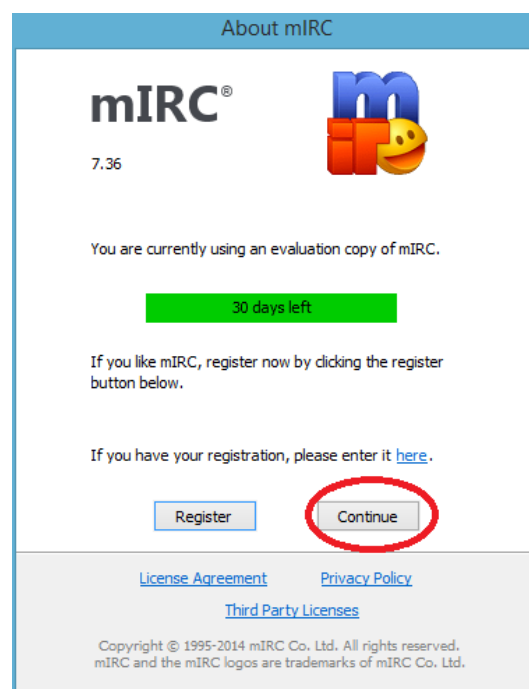 About mIRC
mIRC®
7.36
You are currently using an evaluation copy of mIRC.
30 days left
If you like mIRC, register now by clicking the register
button below.
If you have your registration, please enter it here.
Register
Continue
License Agreement
Privacy Policy
Third Party Licenses
Copyright © 1995-2014 mIRC Co. Ltd. All rights reserved.
mIRC and the mIRC logos are trademarks of mIRC Co. Ltd.